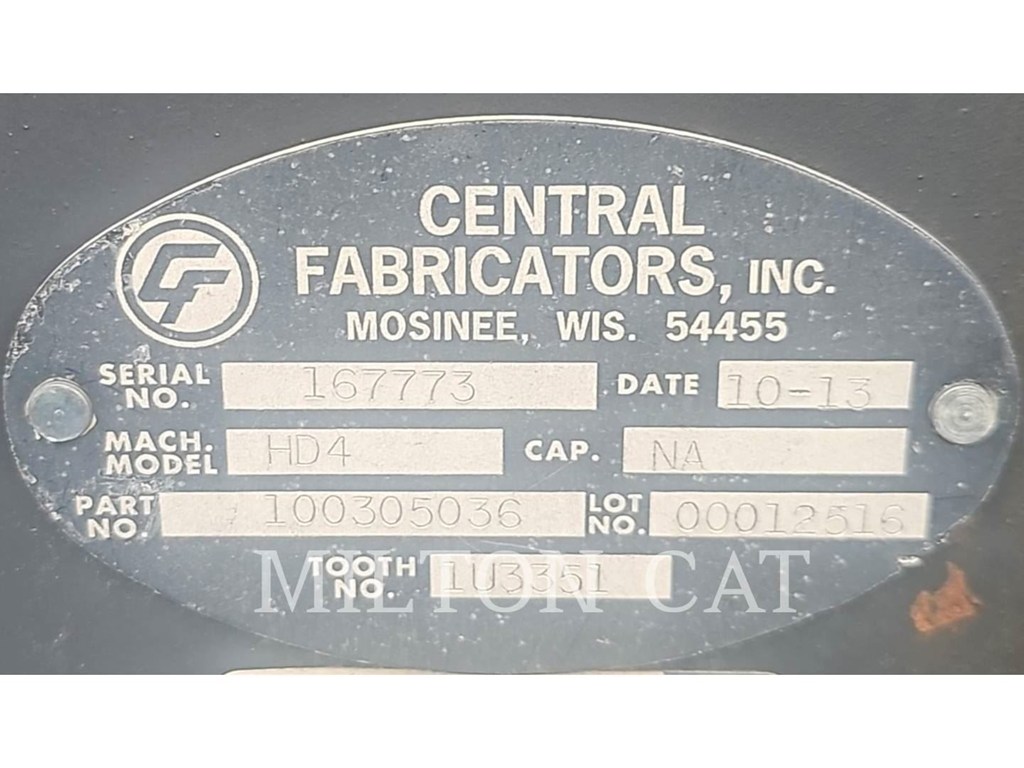 CENTRAL
FABRICATORS, INC.
MOSINEE, WIS. 54455
SERIAL NO. 167773 DATE 10-13
MACH. MODEL HD4 CAP. NA
PART NO. 100305036 LOT NO. 00012516
TOOTH NO. 1U3351
MILTON CAT